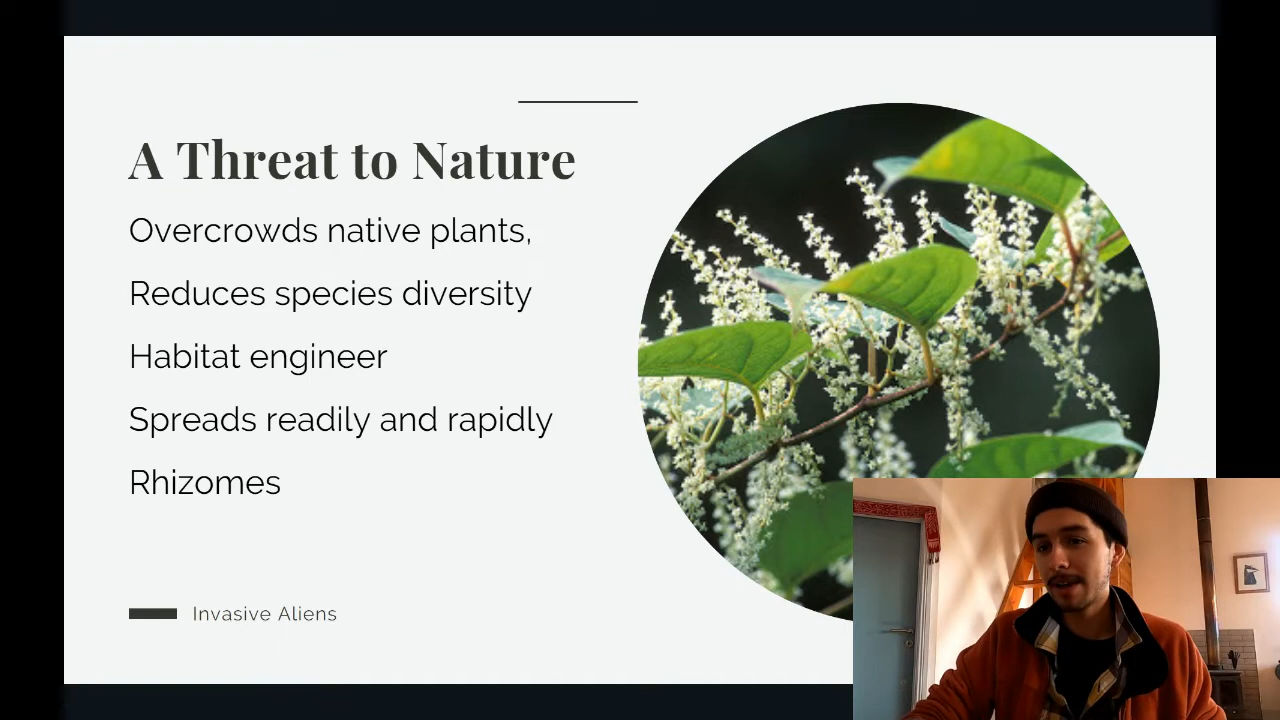 A Threat to Nature
Overcrowds native plants,
Reduces species diversity
Habitat engineer
Spreads readily and rapidly
Rhizomes
Invasive Aliens